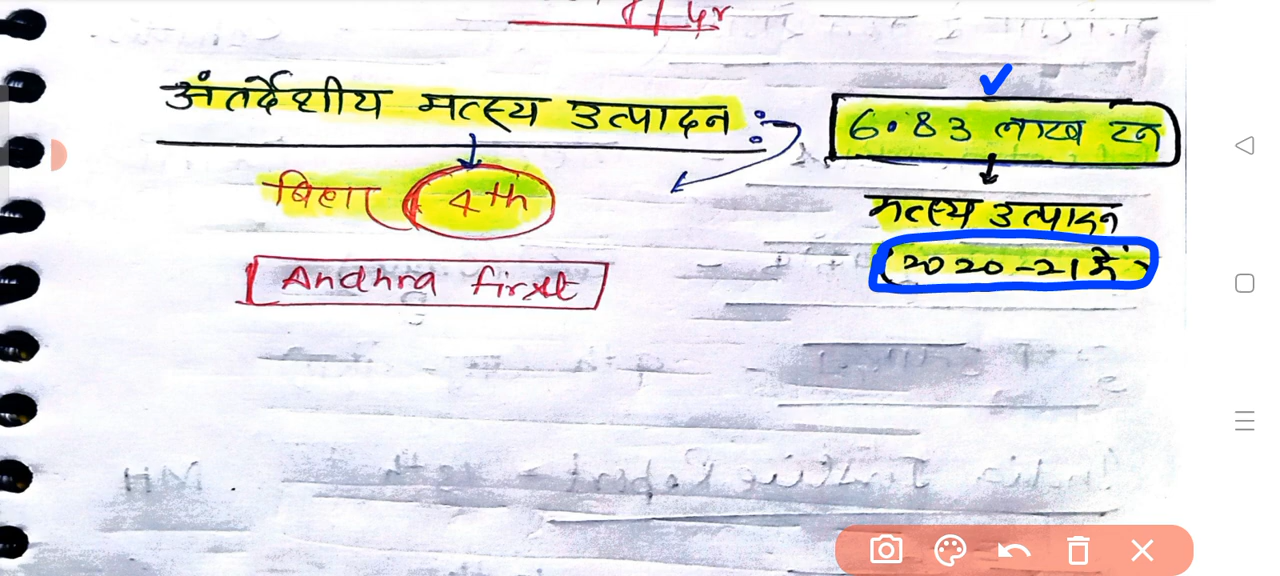 अंतर्देशीय मत्स्य उत्पादन :
बिहार 4th
Andhra first
6.83 लाख टन
मत्स्य उत्पादन
(2020-21 में)